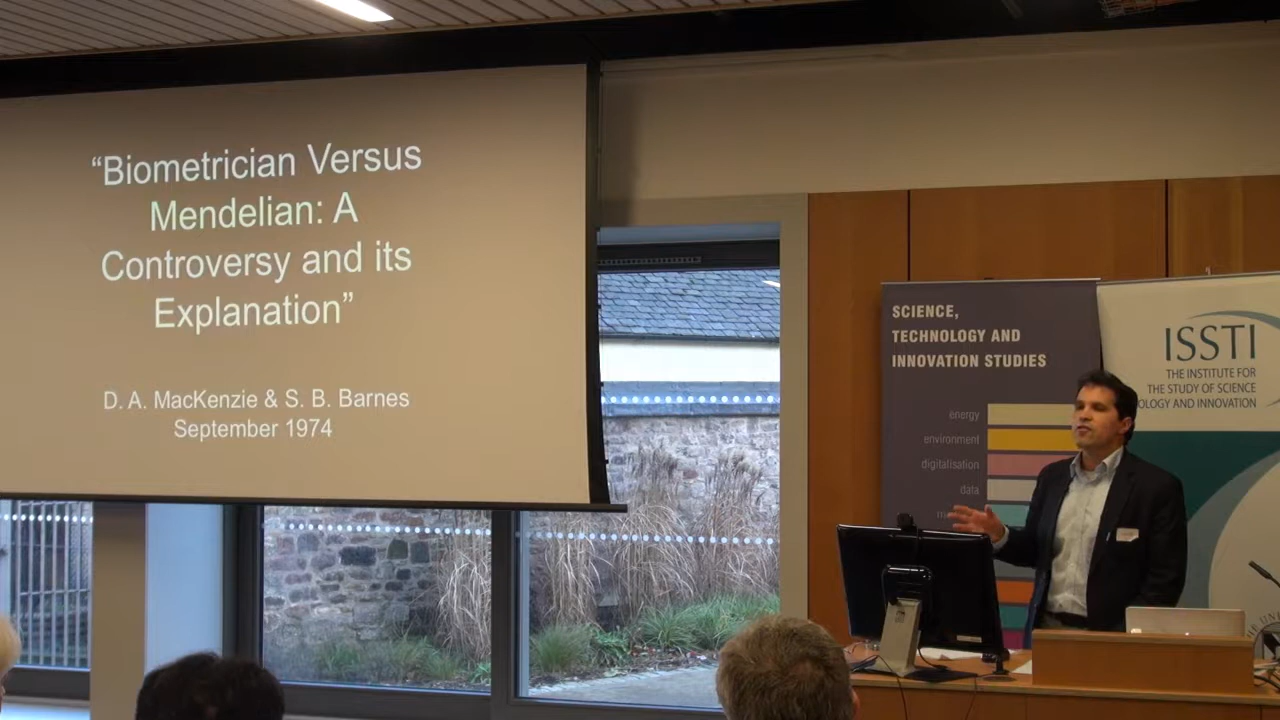 “Biometrician Versus
Mendelian: A
Controversy and its
Explanation”
D. A. MacKenzie & S. B. Barnes
September 1974
SCIENCE,
TECHNOLOGY AND
INNOVATION STUDIES
energy
environment
digitalisation
data
ISSTI
THE INSTITUTE FOR
THE STUDY OF SCIENCE
OLOGY AND INNOVATION